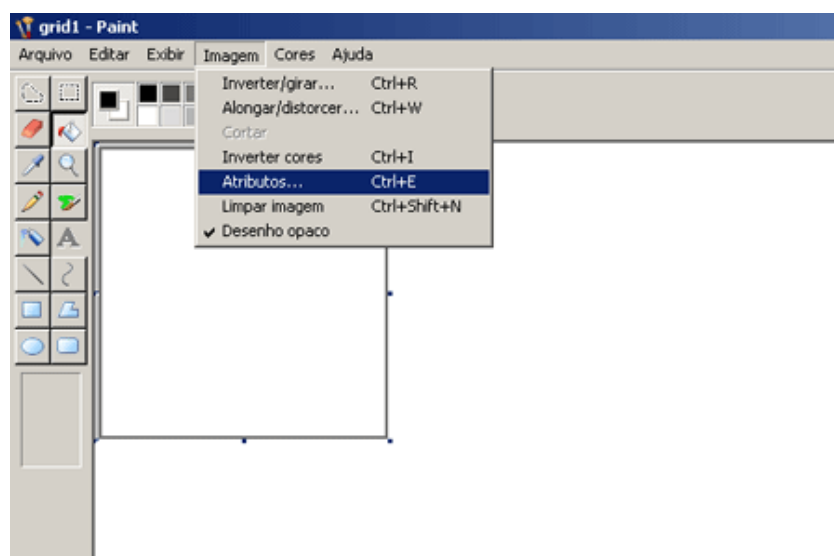 grid1 - Paint
Arquivo Editar Exibir Imagem Cores Ajuda
Inverter/girar... Ctrl+R
Alongar/distorcer... Ctrl+W
Cortar
Inverter cores Ctrl+I
Atributos... Ctrl+E
Limpar imagem Ctrl+Shift+N
Desenho opaco
A